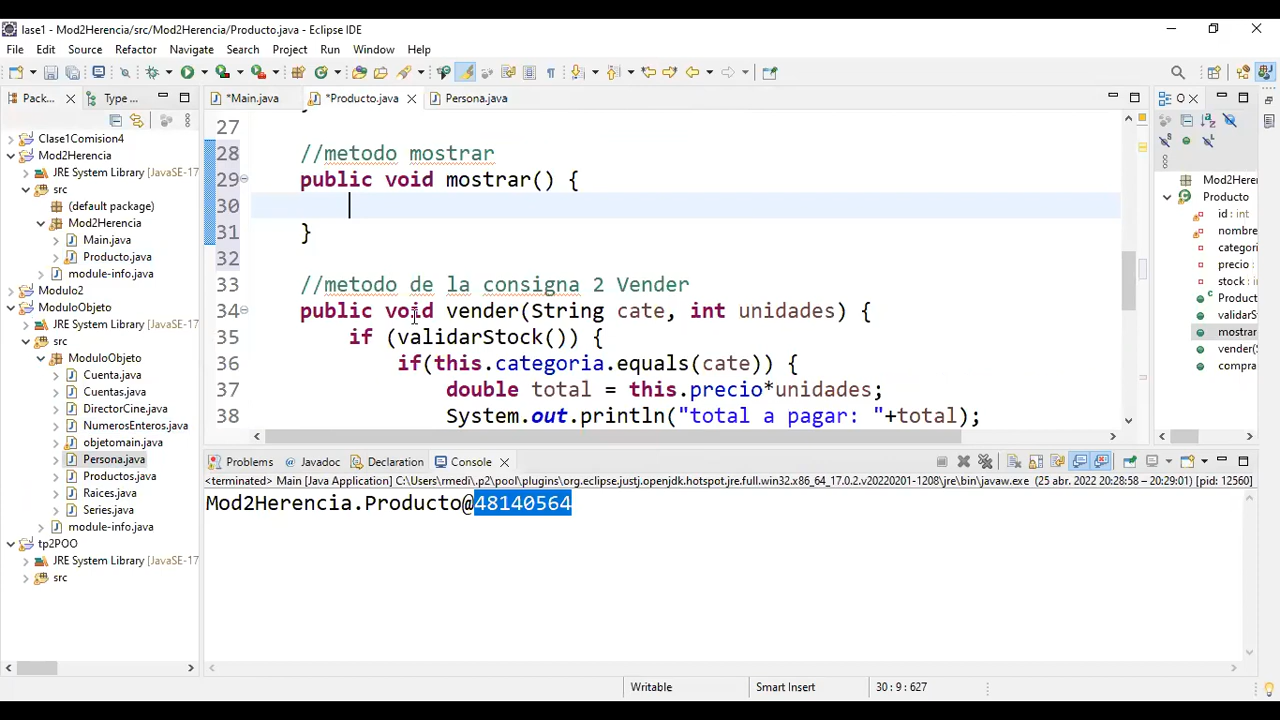 lase1 - Mod2Herencia/src/Mod2Herencia/Producto.java - Eclipse IDE
File Edit Source Refactor Navigate Search Project Run Window Help
Pack... Type ...
Clase1Comision4
Mod2Herencia
JRE System Library [JavaSE-17
src
(default package)
Mod2Herencia
Main.java
Producto.java
module-info.java
Modulo2
ModuloObjeto
JRE System Library [JavaSE-17
src
ModuloObjeto
Cuenta.java
Cuentas.java
DirectorCine.java
NumerosEnteros.java
objetomain.java
Persona.java
Productos.java
Raices.java
Series.java
module-info.java
tp2POO
JRE System Library [JavaSE-17
src
*Main.java *Producto.java Persona.java
27
28 //metodo mostrar
29 public void mostrar() {
30
31 }
32
33 //metodo de la consigna 2 Vender
34 public void vender(String cate, int unidades) {
35 if (validarStock()) {
36 if(this.categoria.equals(cate)) {
37 double total = this.precio*unidades;
38 System.out.println("total a pagar: "+total);
O
Mod2Herer
Producto
id : int
nombre
categori
precio :
stock : i
Product
validarS
mostrar
vender(
compra
Problems Javadoc Declaration Console
<terminated> Main [Java Application] C:\Users\rmedi\.p2\pool\plugins\org.eclipse.justj.openjdk.hotspot.jre.full.win32.x86_64_17.0.2.v20220201-1208\jre\bin\javaw.exe (25 abr. 2022 20:28:58 – 20:29:01) [pid: 12560]
Mod2Herencia.Producto@48140564
Writable Smart Insert 30 : 9 : 627